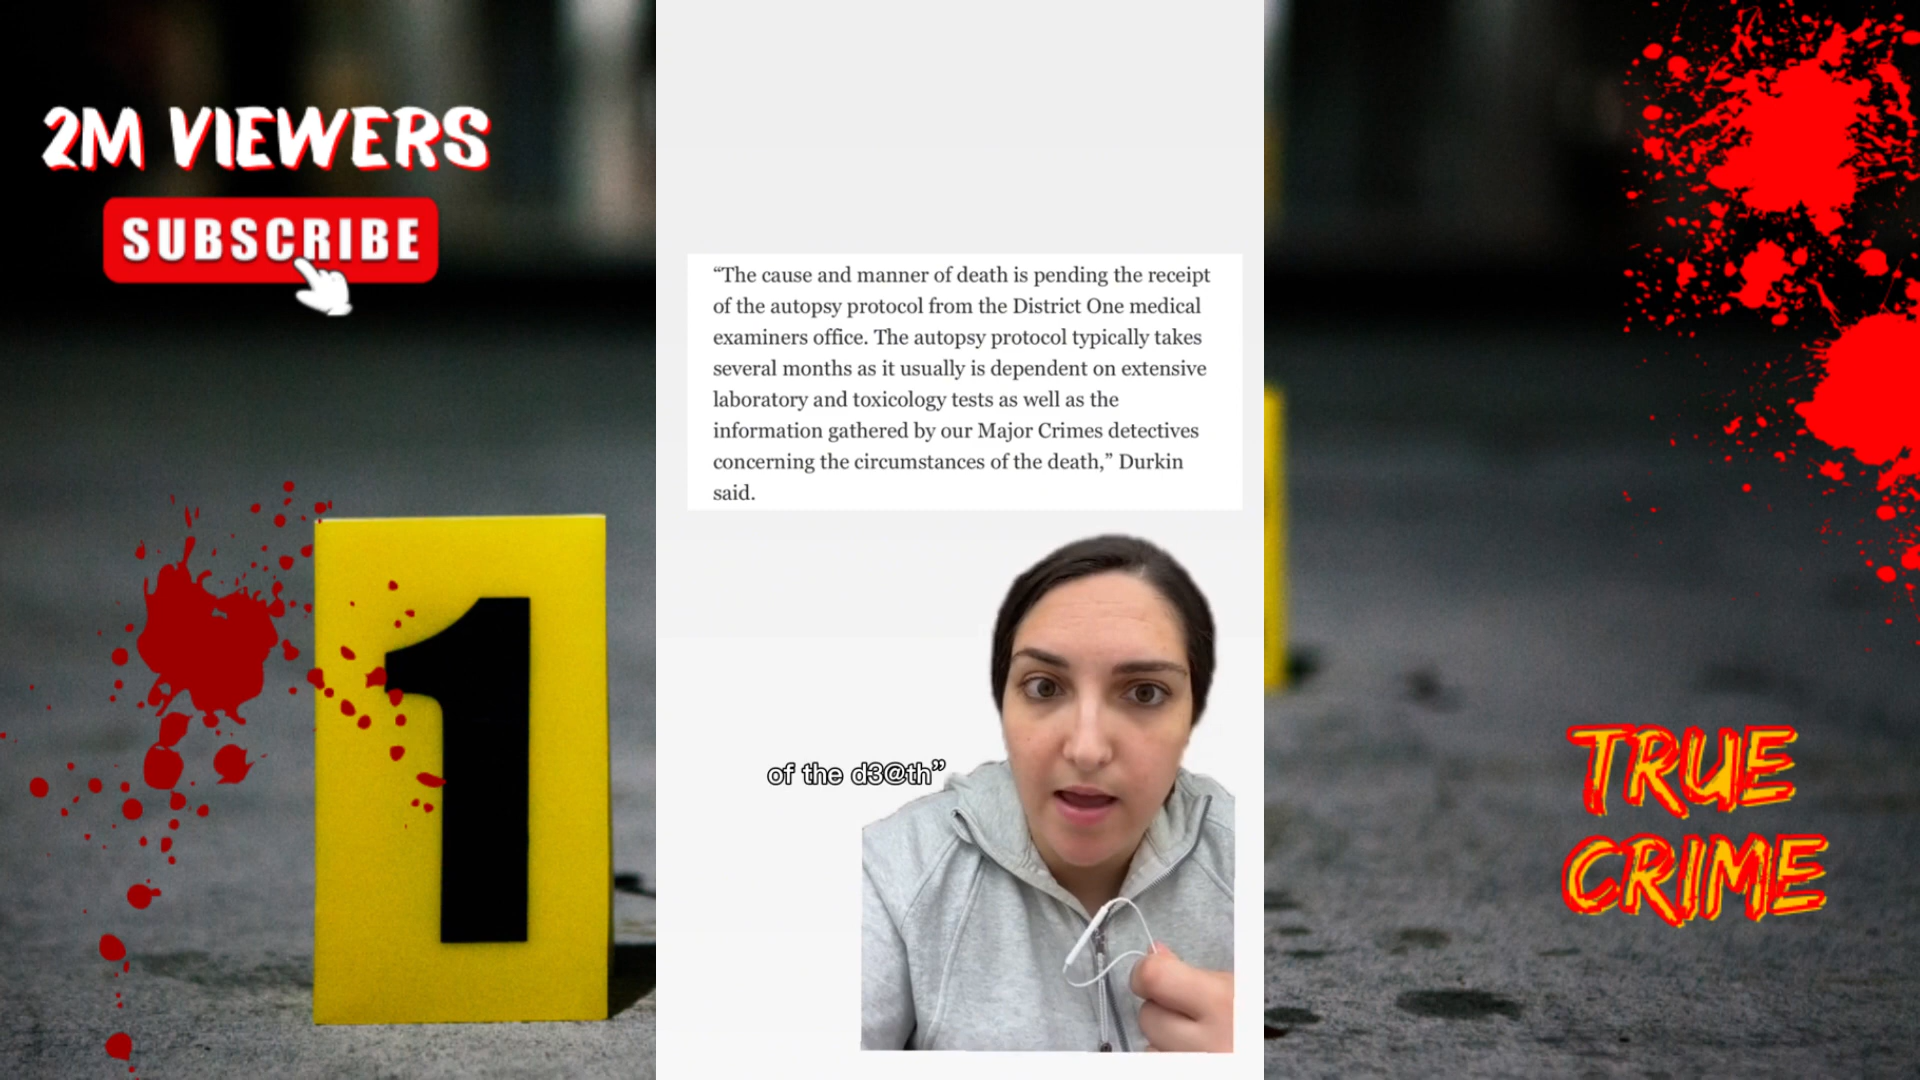 2M VIEWERS
SUBSCRIBE
“The cause and manner of death is pending the receipt
of the autopsy protocol from the District One medical
examiners office. The autopsy protocol typically takes
several months as it usually is dependent on extensive
laboratory and toxicology tests as well as the
information gathered by our Major Crimes detectives
concerning the circumstances of the death,” Durkin
said.
of the d3@th”
1
TRUE
CRIME